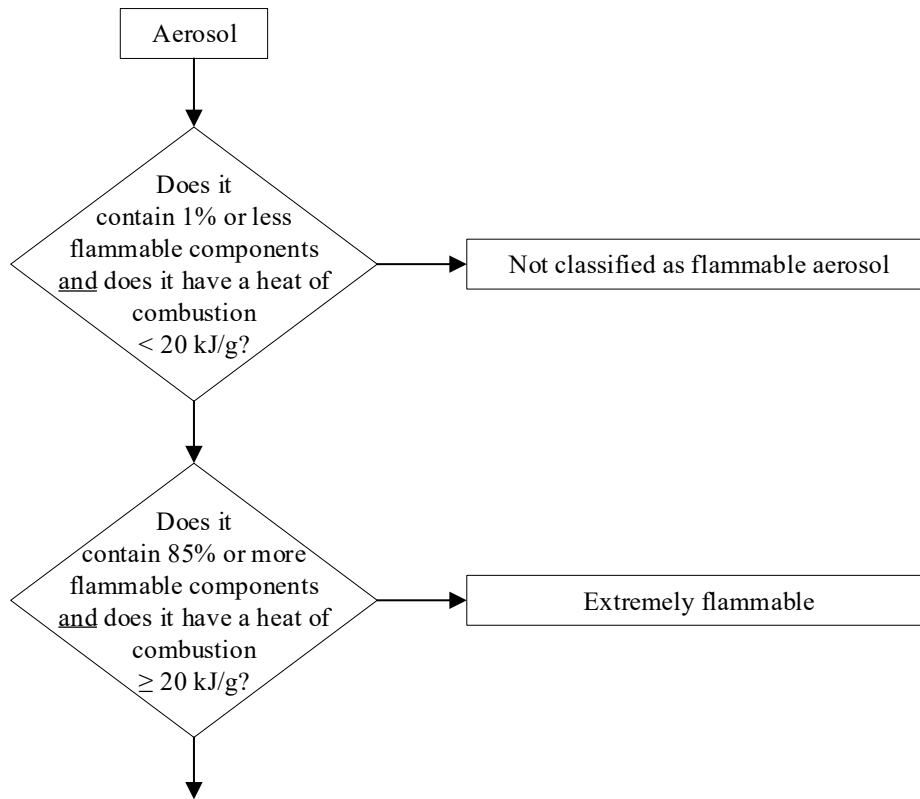 Aerosol
Does it
contain 1% or less
flammable components
and does it have a heat of
combustion
< 20 kJ/g?
Not classified as flammable aerosol
Does it
contain 85% or more
flammable components
and does it have a heat of
combustion
≥ 20 kJ/g?
Extremely flammable